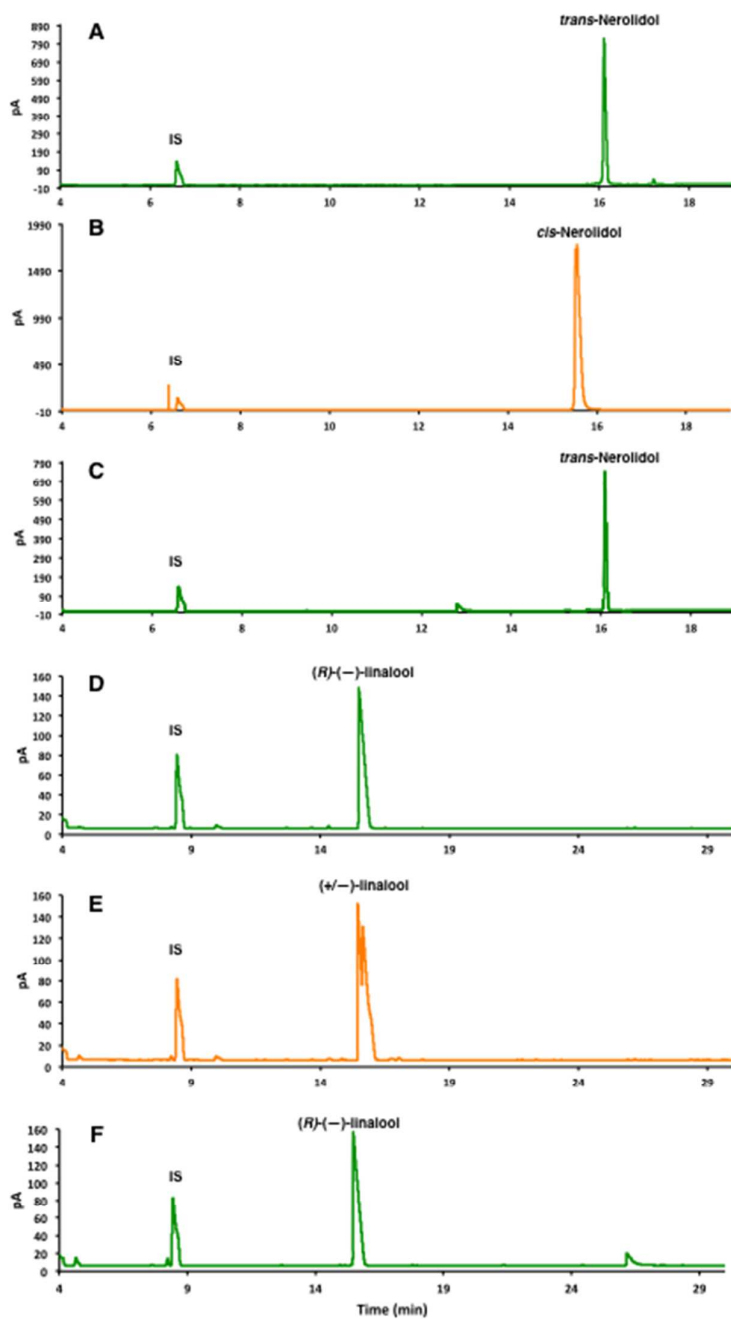 A
trans-Nerolidol
890
790
690
590
490
390
290
190
90
-10
pA
IS
4 6 8 10 12 14 16 18
B
cis-Nerolidol
1990
1490
990
490
-10
pA
IS
4 6 8 10 12 14 16 18
C
trans-Nerolidol
790
690
590
490
390
290
190
90
-10
pA
IS
4 6 8 10 12 14 16 18
D
(R)-(−)-linalool
160
140
120
100
80
60
40
20
0
pA
IS
4 9 14 19 24 29
E
(+/−)-linalool
160
140
120
100
80
60
40
20
0
pA
IS
4 9 14 19 24 29
F
(R)-(−)-linalool
160
140
120
100
80
60
40
20
0
pA
IS
4 9 14 19 24 29
Time (min)